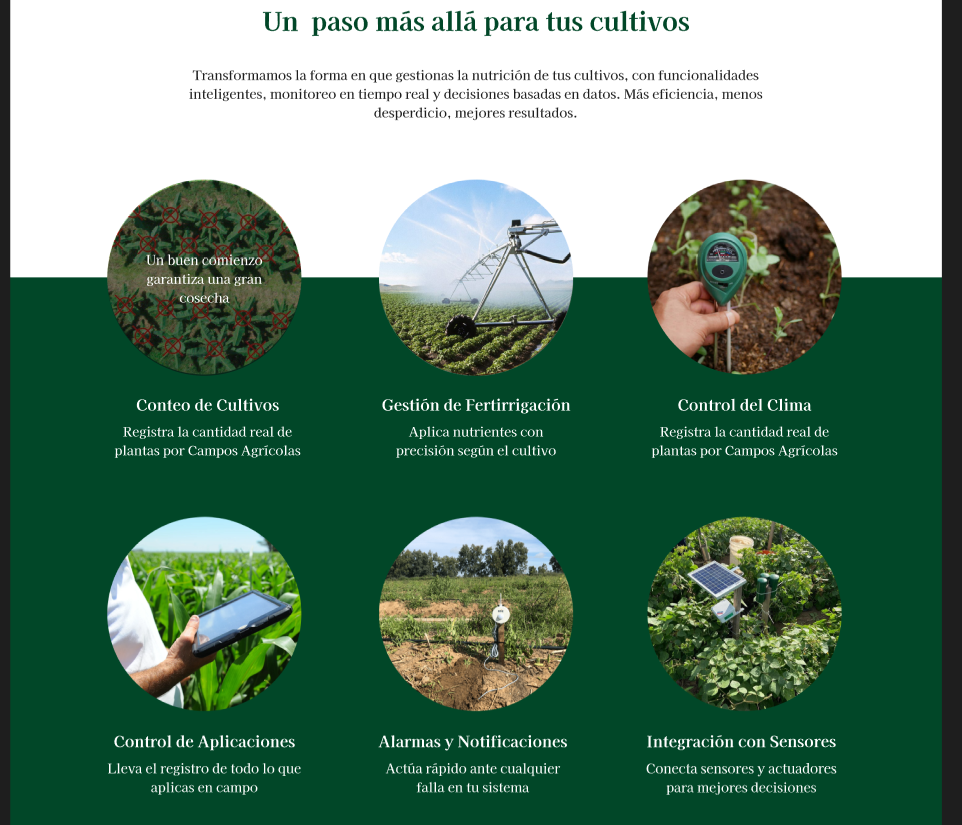 Un paso más allá para tus cultivos
Transformamos la forma en que gestionas la nutrición de tus cultivos, con funcionalidades
inteligentes, monitoreo en tiempo real y decisiones basadas en datos. Más eficiencia, menos
desperdicio, mejores resultados.
Un buen comienzo
garantiza una gran
cosecha
Conteo de Cultivos
Registra la cantidad real de
plantas por Campos Agrícolas
Gestión de Fertirrigación
Aplica nutrientes con
precisión según el cultivo
Control del Clima
Registra la cantidad real de
plantas por Campos Agrícolas
Control de Aplicaciones
Lleva el registro de todo lo que
aplicas en campo
Alarmas y Notificaciones
Actúa rápido ante cualquier
falla en tu sistema
Integración con Sensores
Conecta sensores y actuadores
para mejores decisiones